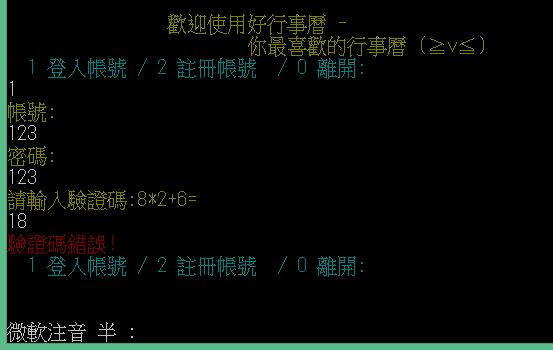 歡迎使用好行事曆 -
你最喜歡的行事曆 (≧v≦)
1 登入帳號 / 2 註冊帳號 / 0 離開:
1
帳號:
123
密碼:
123
請輸入驗證碼:8*2+6=
18
驗證碼錯誤!
1 登入帳號 / 2 註冊帳號 / 0 離開:
微軟注音 半 :